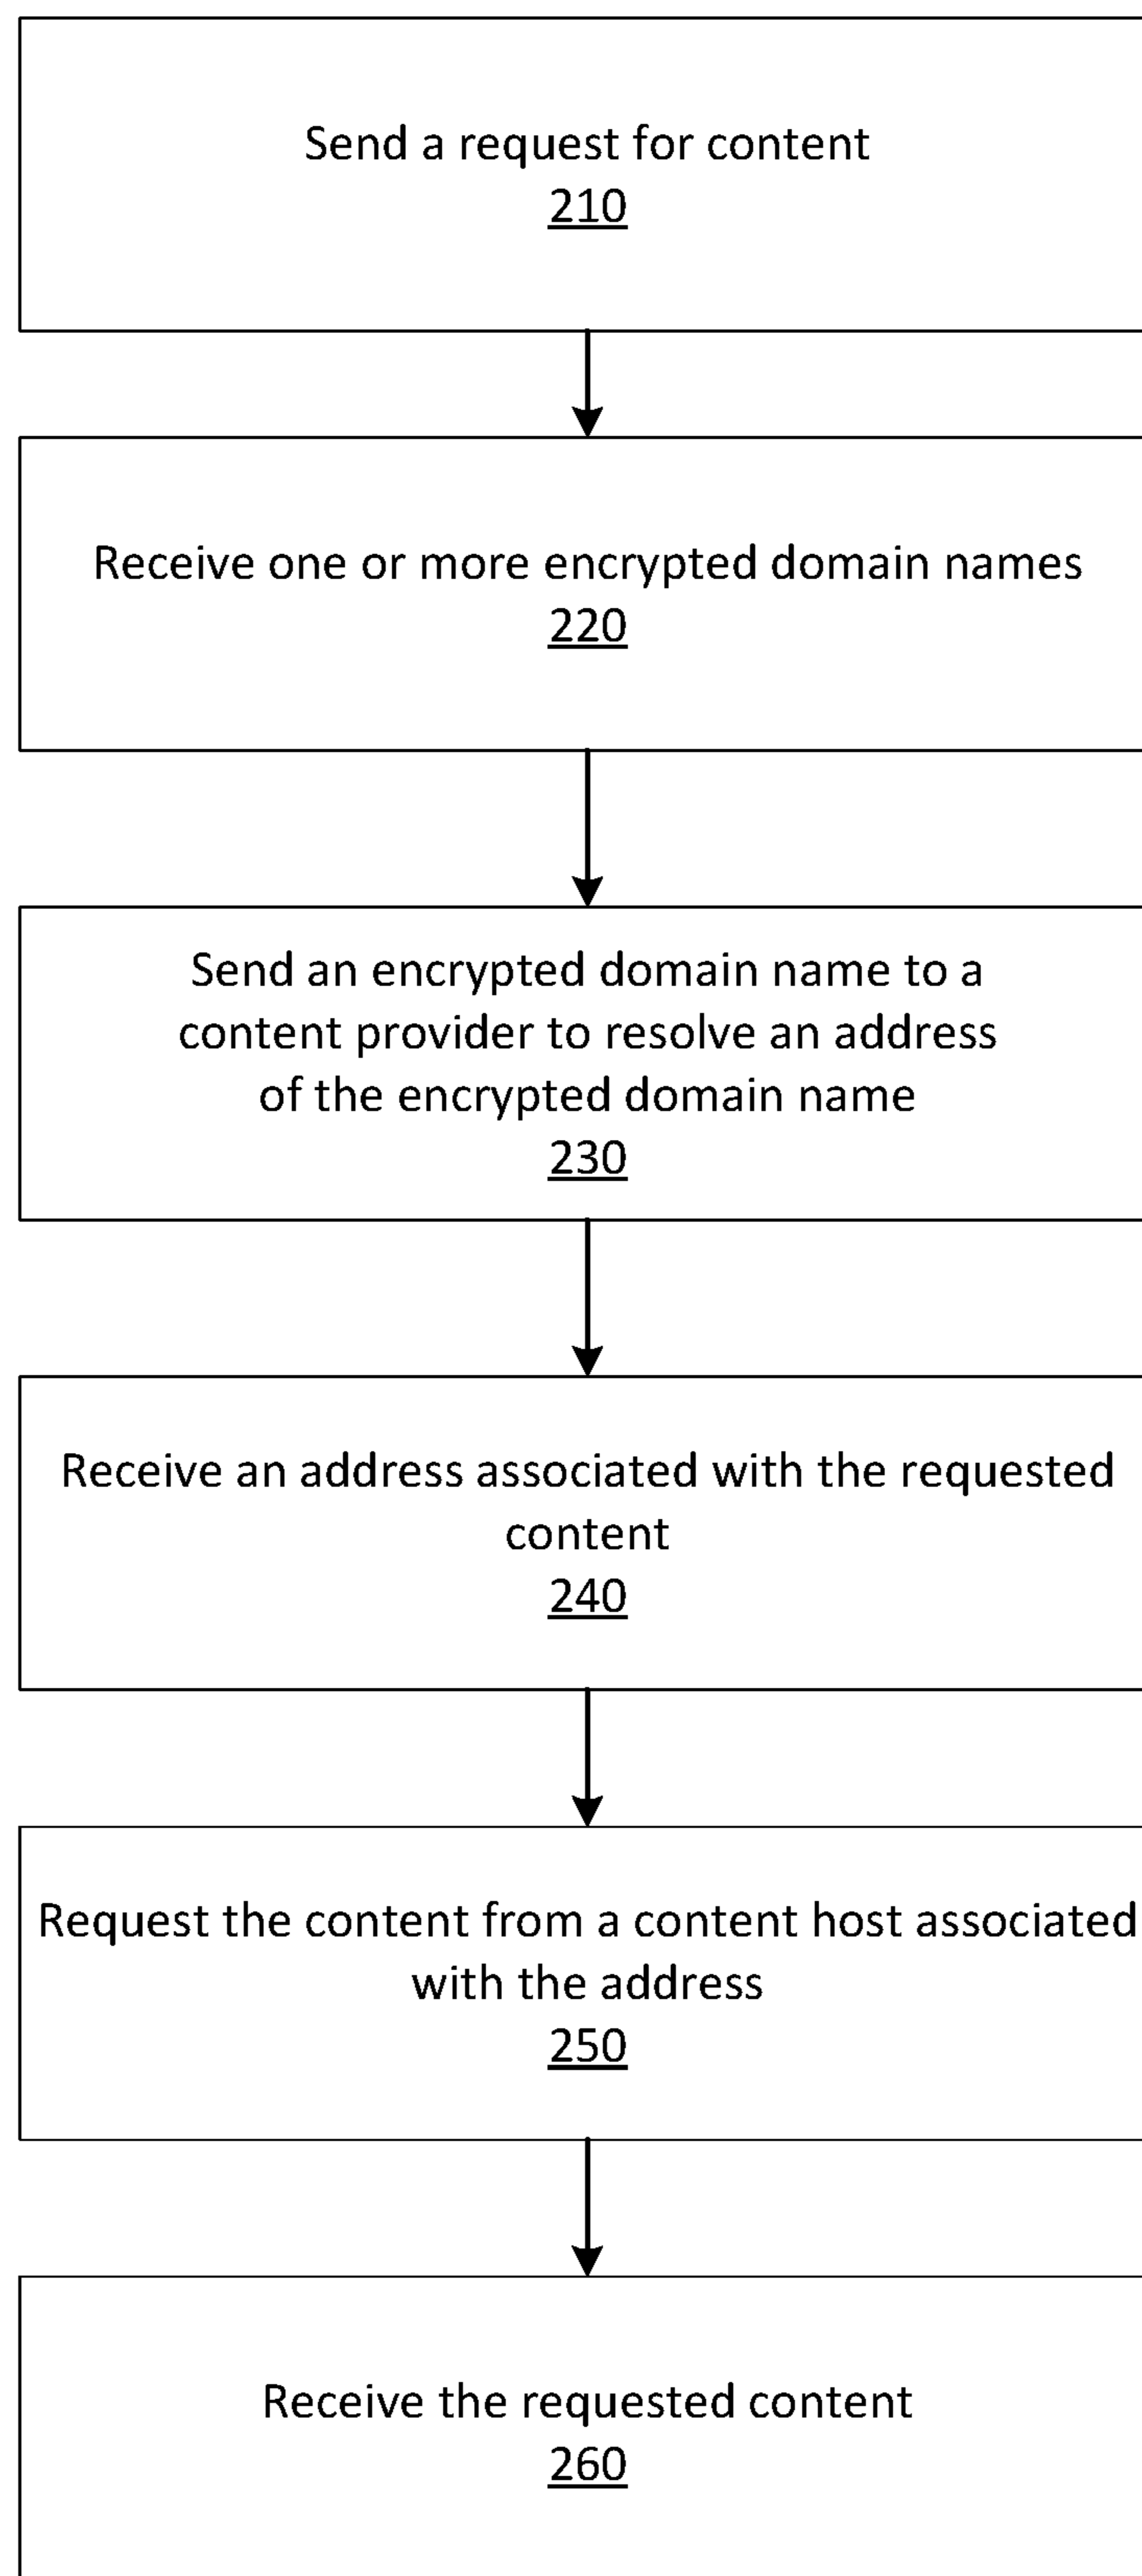 Send a request for content
210
Receive one or more encrypted domain names
220
Send an encrypted domain name to a
content provider to resolve an address
of the encrypted domain name
230
Receive an address associated with the requested
content
240
Request the content from a content host associated
with the address
250
Receive the requested content
260